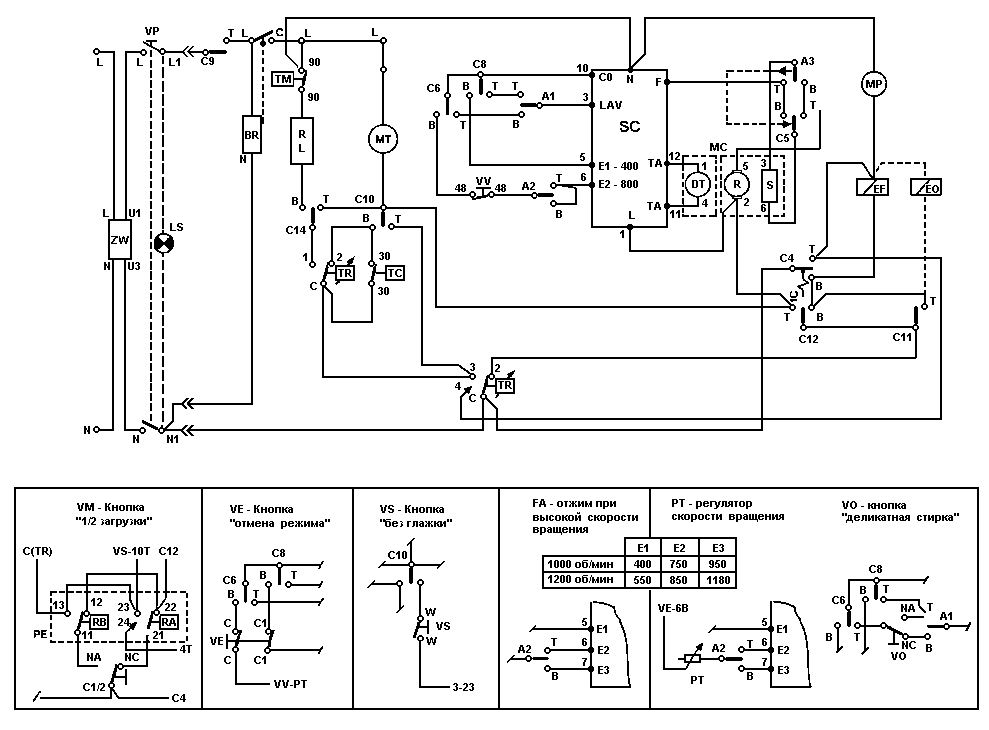 VP
T L C L L
L L L1 C9
90
TM
90
BR
N
R
L
MT
L U1
ZW
N U3
LS
B T
C14
C10
B T
1
2
TR
C
30
TC
30
10
C0
N
F
C8
B T
C6
A1
3
LAV
B T
B
SC
5
E1 - 400
6
E2 - 800
VV
48 48
A2
T
B
TA
12
TA
11
L
1
MC
1
DT
4
5
R
2
3
S
6
A3
T B
B T
C5
MP
EF
EO
T
C4
1C
B
T B
C12
T
C11
3
4
C
2
TR
N
N N1
VM - Кнопка
"1/2 загрузки"
C(TR) VS-10T C12
13 12 23 22
RB
24
RA
PE
11 21
NA NC
4T
C1/2
C4
VE - Кнопка
"отмена режима"
C8
C6
B T
B T
C C1
VE
C C1
VV-PT
VS - Кнопка
"без глажки"
C10
W
VS
W
3-23
FA - отжим при
высокой скорости
вращения
PT - регулятор
скорости вращения
E1 E2 E3
1000 об/мин 400 750 950
1200 об/мин 550 850 1180
5
E1
A2
T
6
E2
B
7
E3
VE-6B
5
E1
A2
T
6
E2
PT
B
7
E3
VO - кнопка
"деликатная стирка"
C8
C6
B T
NA
T
A1
B T
NC
B
VO